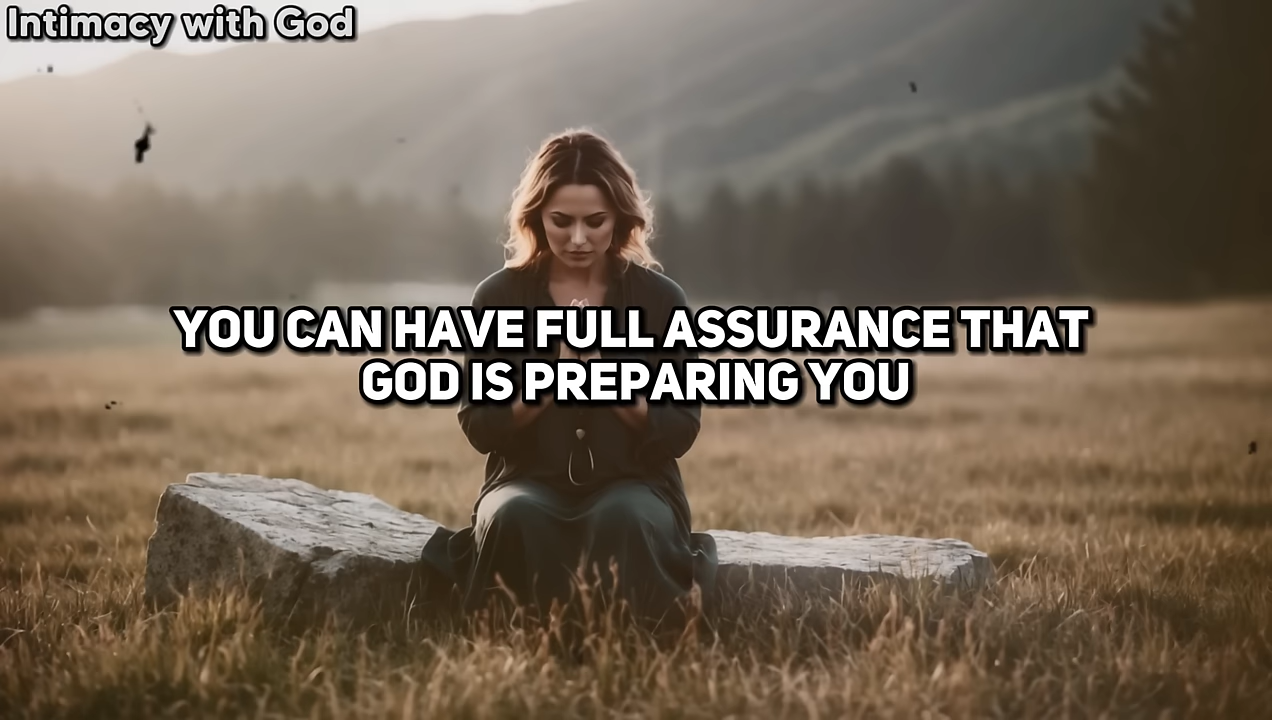 Intimacy with God
YOU CAN HAVE FULL ASSURANCE THAT
GOD IS PREPARING YOU